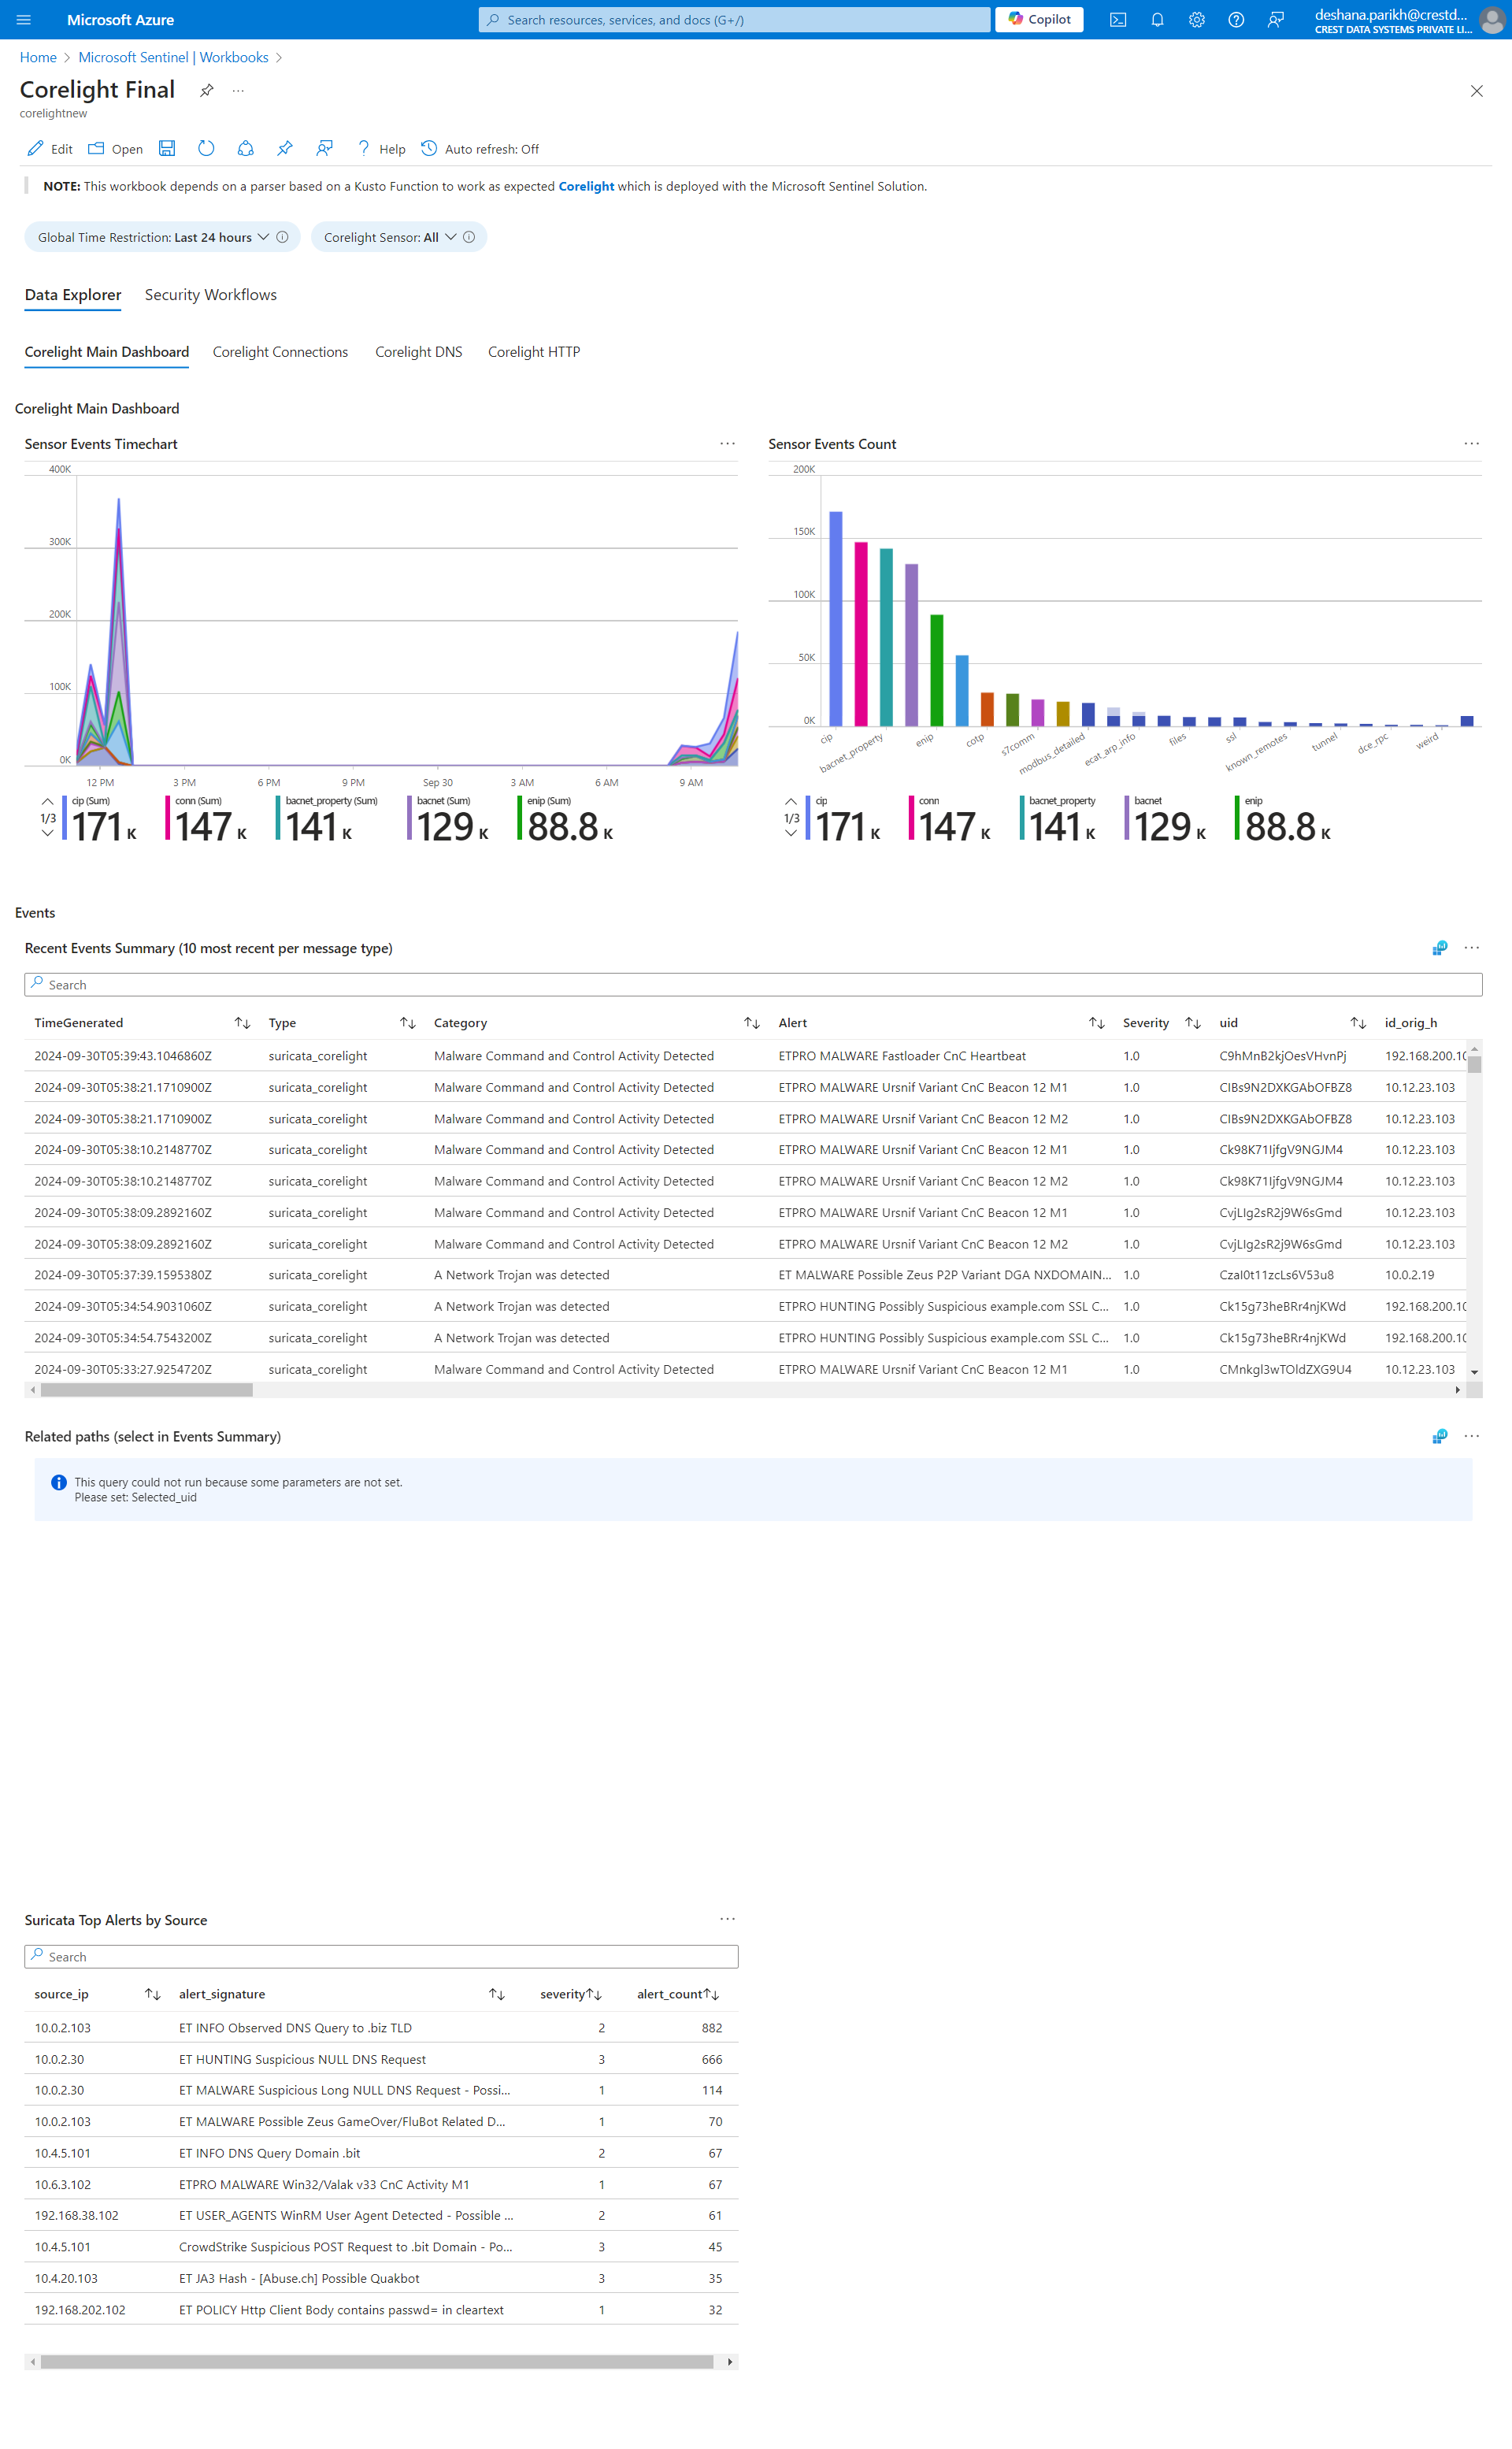 Microsoft Azure
Search resources, services, and docs (G+/)
Copilot
deshana.parikh@crestd...
CREST DATA SYSTEMS PRIVATE LI...
Home > Microsoft Sentinel | Workbooks >
Corelight Final
corelightnew
Edit Open Help Auto refresh: Off
NOTE: This workbook depends on a parser based on a Kusto Function to work as expected Corelight which is deployed with the Microsoft Sentinel Solution.
Global Time Restriction: Last 24 hours Corelight Sensor: All
Data Explorer Security Workflows
Corelight Main Dashboard Corelight Connections Corelight DNS Corelight HTTP
Corelight Main Dashboard
Sensor Events Timechart
400K
300K
200K
100K
0K
12 PM 3 PM 6 PM 9 PM Sep 30 3 AM 6 AM 9 AM
1/3
cip (Sum) conn (Sum) bacnet_property (Sum) bacnet (Sum) enip (Sum)
171 K 147 K 141 K 129 K 88.8 K
Sensor Events Count
200K
150K
100K
50K
0K
cip bacnet_property enip cotp s7comm modbus_detailed ecat_arp_info files ssl known_remotes tunnel dce_rpc weird
1/3
cip conn bacnet_property bacnet enip
171 K 147 K 141 K 129 K 88.8 K
Events
Recent Events Summary (10 most recent per message type)
Search
TimeGenerated Type Category Alert Severity uid id_orig_h
2024-09-30T05:39:43.1046860Z suricata_corelight Malware Command and Control Activity Detected ETPRO MALWARE Fastloader CnC Heartbeat 1.0 C9hMnB2kjOesVHvnPj 192.168.200.10
2024-09-30T05:38:21.1710900Z suricata_corelight Malware Command and Control Activity Detected ETPRO MALWARE Ursnif Variant CnC Beacon 12 M1 1.0 CIBs9N2DXKGAbOFBZ8 10.12.23.103
2024-09-30T05:38:21.1710900Z suricata_corelight Malware Command and Control Activity Detected ETPRO MALWARE Ursnif Variant CnC Beacon 12 M2 1.0 CIBs9N2DXKGAbOFBZ8 10.12.23.103
2024-09-30T05:38:10.2148770Z suricata_corelight Malware Command and Control Activity Detected ETPRO MALWARE Ursnif Variant CnC Beacon 12 M1 1.0 Ck98K71IjfgV9NGJM4 10.12.23.103
2024-09-30T05:38:10.2148770Z suricata_corelight Malware Command and Control Activity Detected ETPRO MALWARE Ursnif Variant CnC Beacon 12 M2 1.0 Ck98K71IjfgV9NGJM4 10.12.23.103
2024-09-30T05:38:09.2892160Z suricata_corelight Malware Command and Control Activity Detected ETPRO MALWARE Ursnif Variant CnC Beacon 12 M1 1.0 CvjLIg2sR2j9W6sGmd 10.12.23.103
2024-09-30T05:38:09.2892160Z suricata_corelight Malware Command and Control Activity Detected ETPRO MALWARE Ursnif Variant CnC Beacon 12 M2 1.0 CvjLIg2sR2j9W6sGmd 10.12.23.103
2024-09-30T05:37:39.1595380Z suricata_corelight A Network Trojan was detected ET MALWARE Possible Zeus P2P Variant DGA NXDOMAIN... 1.0 CzaI0t11zcLs6V53u8 10.0.2.19
2024-09-30T05:34:54.9031060Z suricata_corelight A Network Trojan was detected ETPRO HUNTING Possibly Suspicious example.com SSL C... 1.0 Ck15g73heBRr4njKWd 192.168.200.10
2024-09-30T05:34:54.7543200Z suricata_corelight A Network Trojan was detected ETPRO HUNTING Possibly Suspicious example.com SSL C... 1.0 Ck15g73heBRr4njKWd 192.168.200.10
2024-09-30T05:33:27.9254720Z suricata_corelight Malware Command and Control Activity Detected ETPRO MALWARE Ursnif Variant CnC Beacon 12 M1 1.0 CMnkgl3wTOldZXG9U4 10.12.23.103
Related paths (select in Events Summary)
This query could not run because some parameters are not set.
Please set: Selected_uid
Suricata Top Alerts by Source
Search
source_ip alert_signature severity alert_count
10.0.2.103 ET INFO Observed DNS Query to .biz TLD 2 882
10.0.2.30 ET HUNTING Suspicious NULL DNS Request 3 666
10.0.2.30 ET MALWARE Suspicious Long NULL DNS Request - Possi... 1 114
10.0.2.103 ET MALWARE Possible Zeus GameOver/FluBot Related D... 1 70
10.4.5.101 ET INFO DNS Query Domain .bit 2 67
10.6.3.102 ETPRO MALWARE Win32/Valak v33 CnC Activity M1 1 67
192.168.38.102 ET USER_AGENTS WinRM User Agent Detected - Possible ... 2 61
10.4.5.101 CrowdStrike Suspicious POST Request to .bit Domain - Po... 3 45
10.4.20.103 ET JA3 Hash - [Abuse.ch] Possible Quakbot 3 35
192.168.202.102 ET POLICY Http Client Body contains passwd= in cleartext 1 32